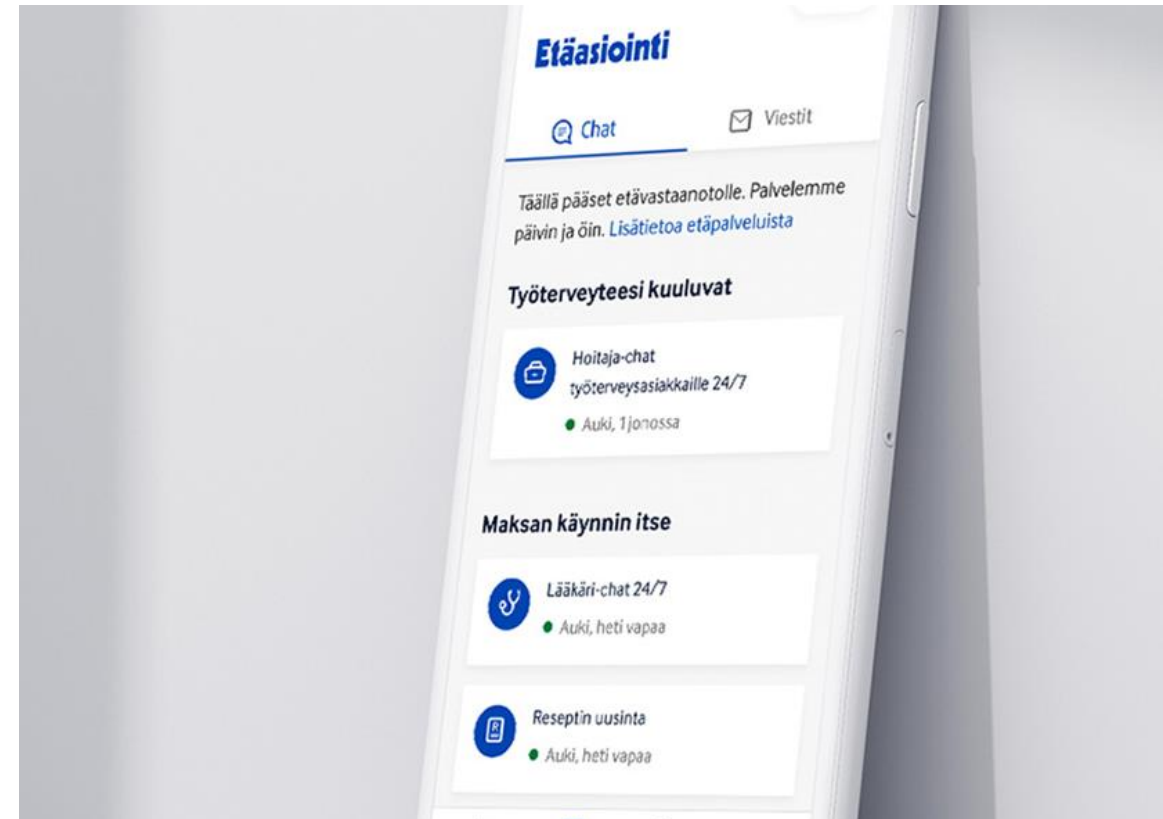 Etäasiointi
Chat
Viestit
Täällä pääset etävastaanotolle. Palvelemme
päivin ja öin. Lisätietoa etäpalveluista
Työterveyteesi kuuluvat
Hoitaja-chat
työterveysasiakkaille 24/7
Auki, 1 jonossa
Maksan käynnin itse
Lääkäri-chat 24/7
Auki, heti vapaa
Reseptin uusinta
Auki, heti vapaa